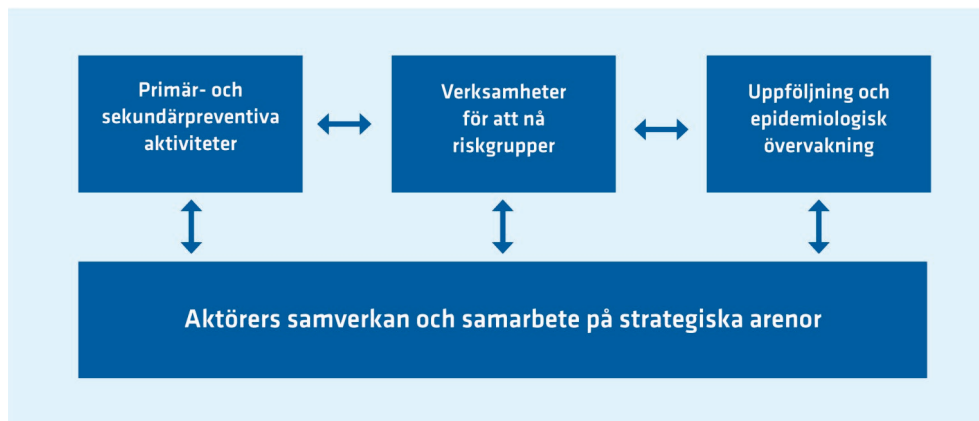 Primär- och
sekundärpreventiva
aktiviteter
Verksamheter
för att nå
riskgrupper
Uppföljning och
epidemiologisk
övervakning
Aktörers samverkan och samarbete på strategiska arenor